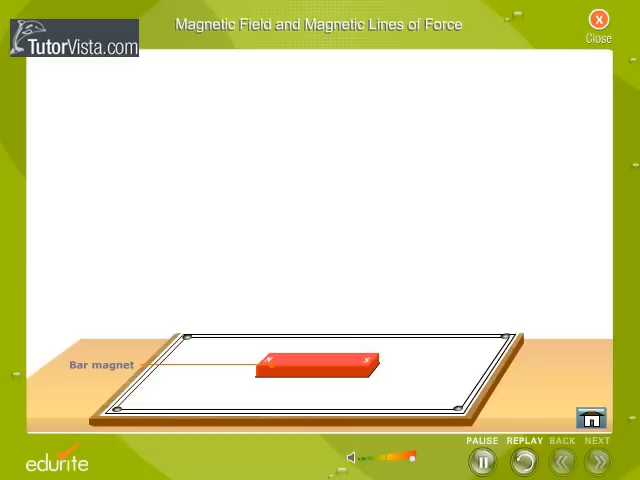 Magnetic Field and Magnetic Lines of Force
X
Close
TutorVista.com
Bar magnet
N
S
PAUSE REPLAY BACK NEXT
edurite